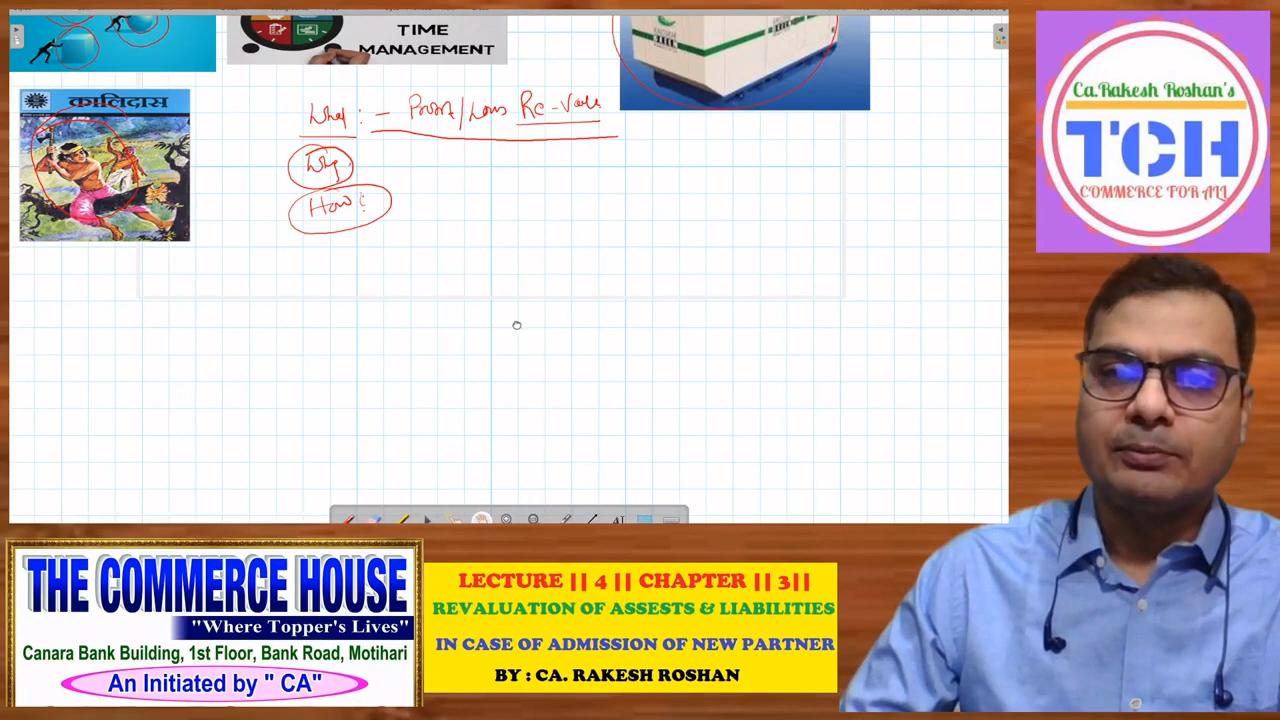 TIME
MANAGEMENT
कालिदास
What : - Profit/Loss Re-Value
Why
How :
Ca.Rakesh Roshan's
TCH
COMMERCE FOR ALL
THE COMMERCE HOUSE
"Where Topper's Lives"
Canara Bank Building, 1st Floor, Bank Road, Motihari
An Initiated by " CA"
LECTURE || 4 || CHAPTER || 3||
REVALUATION OF ASSESTS & LIABILITIES
IN CASE OF ADMISSION OF NEW PARTNER
BY : CA. RAKESH ROSHAN